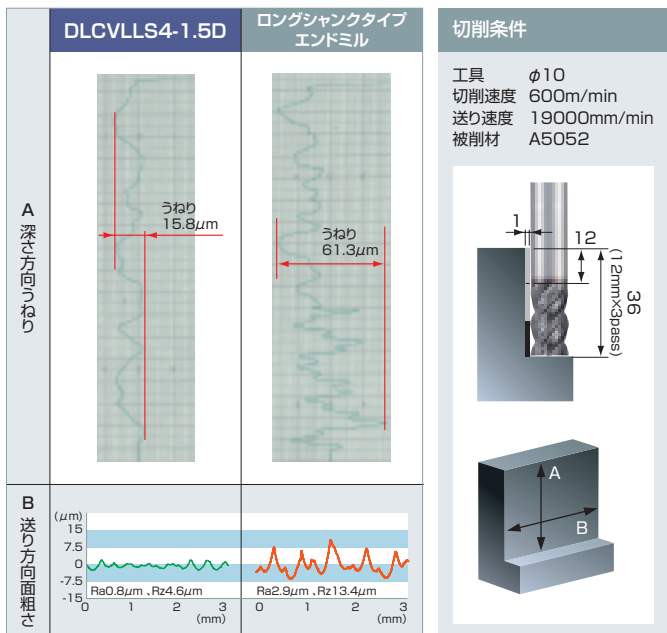 DLCVLLS4-1.5D
ロングシャンクタイプ
エンドミル
A 深さ方向うねり
うねり
15.8μm
うねり
61.3μm
B 送り方向面粗さ
(μm)
15
7.5
0
-7.5
-15
Ra0.8μm、Rz4.6μm
0 1 2 3
(mm)
Ra2.9μm、Rz13.4μm
0 1 2 3
(mm)
切削条件
工具 φ10
切削速度 600m/min
送り速度 19000mm/min
被削材 A5052
1
12
36
(12mm×3pass)
A
B